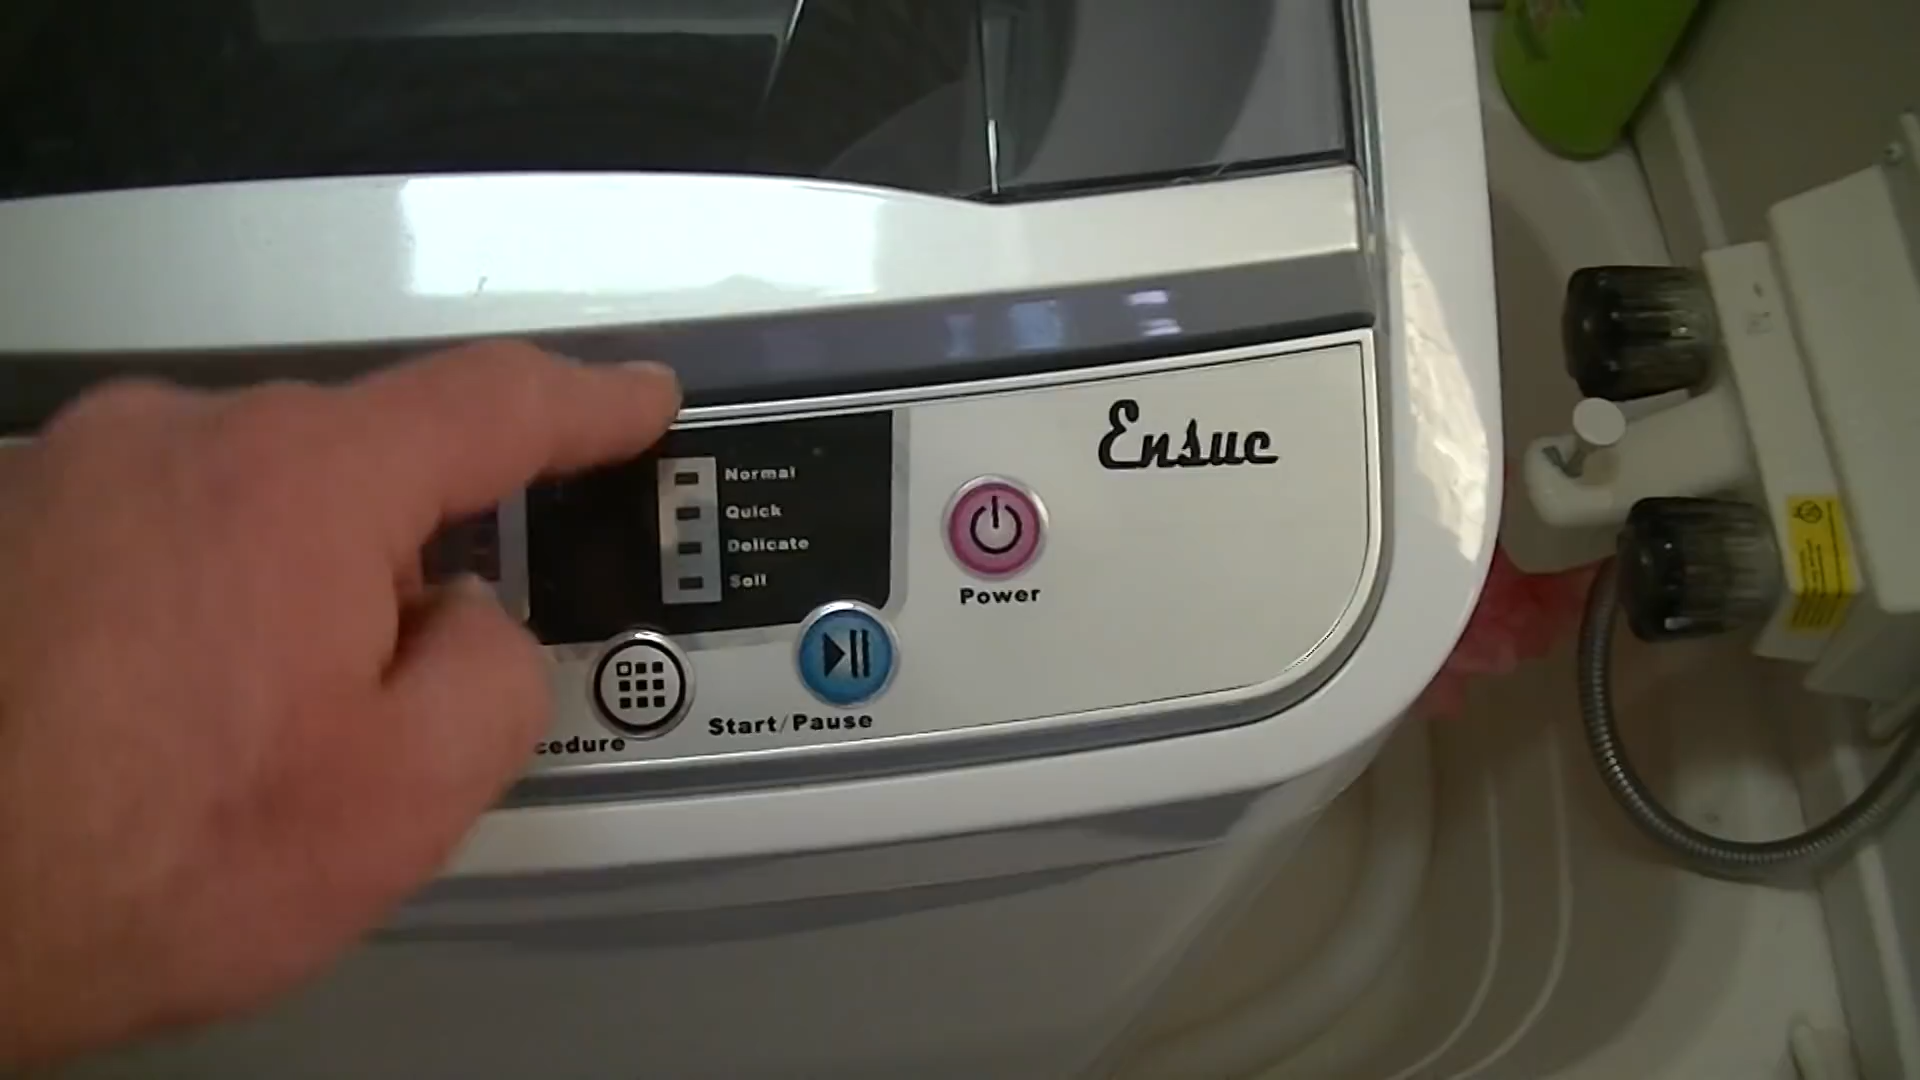 Ensuc
Normal
Quick
Delicate
Soil
Power
Start/Pause
cedure